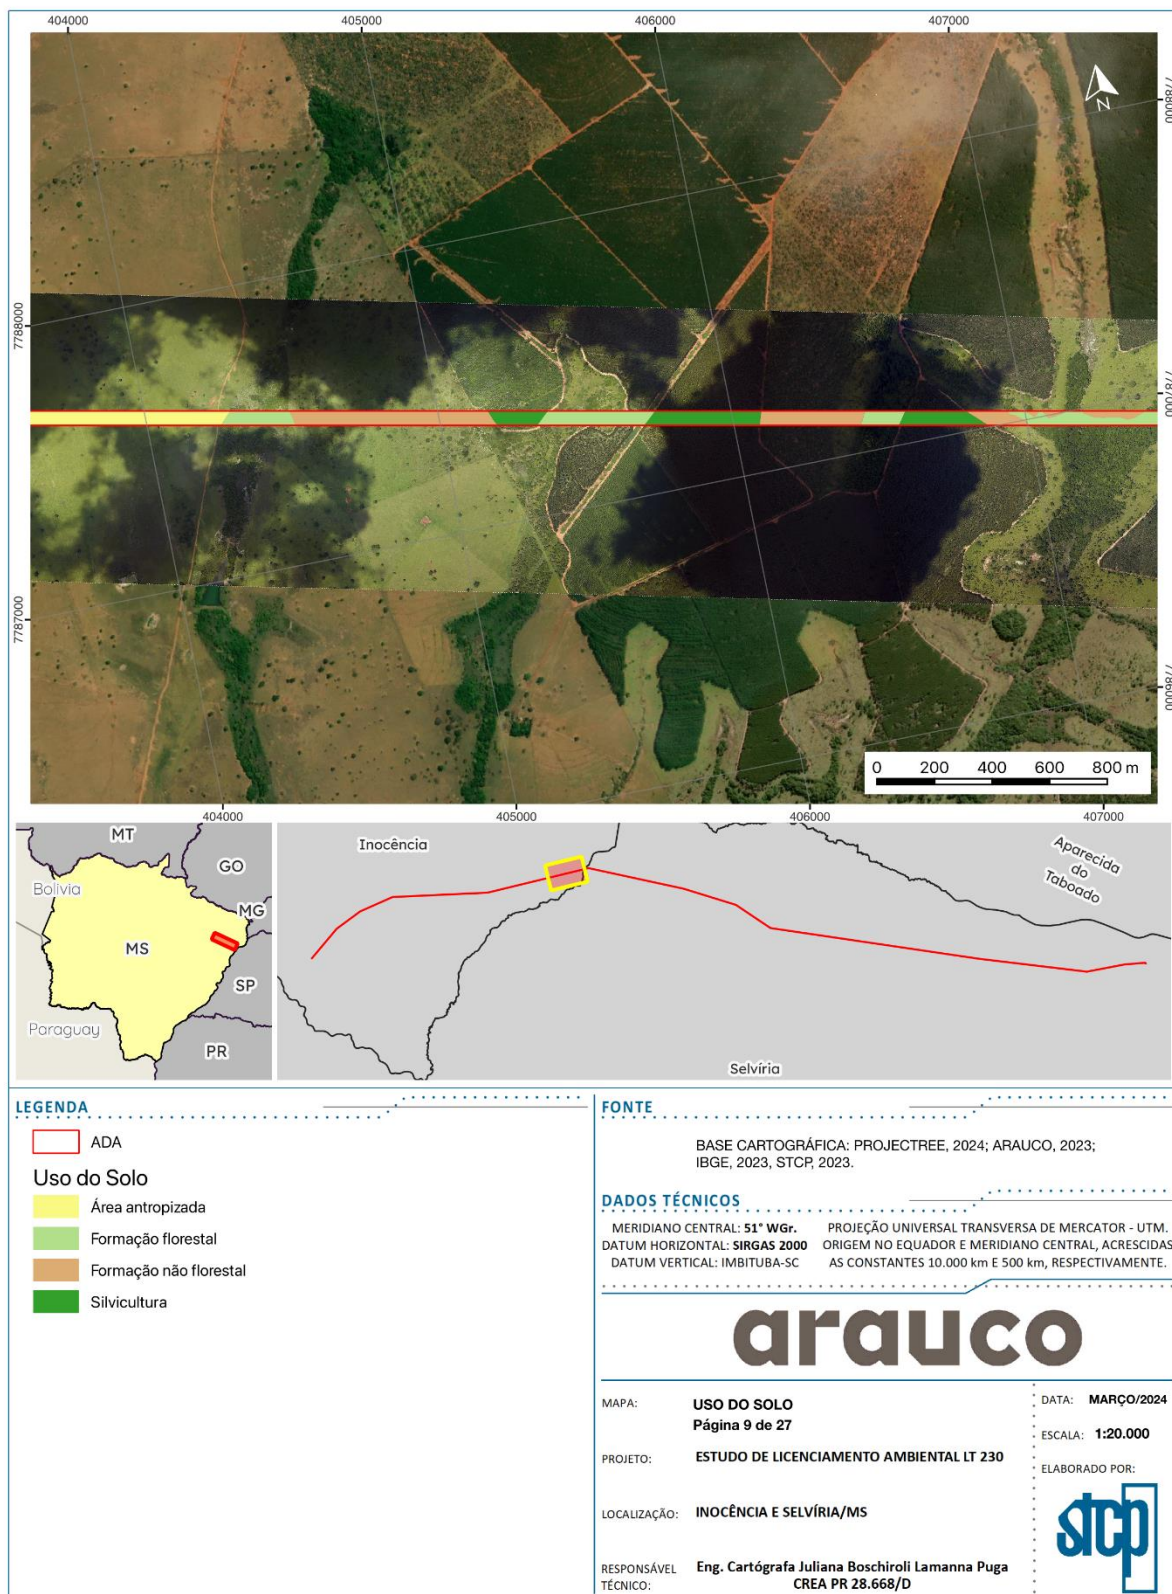 404000
405000
406000
407000
7788000
7788000
7787000
7787000
7786000
N
0 200 400 600 800 m
404000
405000
406000
407000
MT
GO
Bolivia
MG
MS
SP
Paraguay
PR
Inocência
Aparecida
do
Taboado
Selvíria
LEGENDA
ADA
Uso do Solo
Área antropizada
Formação florestal
Formação não florestal
Silvicultura
FONTE
BASE CARTOGRÁFICA: PROJECTREE, 2024; ARAUCO, 2023;
IBGE, 2023, STCP, 2023.
DADOS TÉCNICOS
MERIDIANO CENTRAL: 51° WGr.
DATUM HORIZONTAL: SIRGAS 2000
DATUM VERTICAL: IMBITUBA-SC
PROJEÇÃO UNIVERSAL TRANSVERSA DE MERCATOR - UTM.
ORIGEM NO EQUADOR E MERIDIANO CENTRAL, ACRESCIDAS
AS CONSTANTES 10.000 km E 500 km, RESPECTIVAMENTE.
arauco
MAPA: USO DO SOLO
Página 9 de 27
PROJETO: ESTUDO DE LICENCIAMENTO AMBIENTAL LT 230
LOCALIZAÇÃO: INOCÊNCIA E SELVÍRIA/MS
RESPONSÁVEL
TÉCNICO:
Eng. Cartógrafa Juliana Boschiroli Lamanna Puga
CREA PR 28.668/D
DATA: MARÇO/2024
ESCALA: 1:20.000
ELABORADO POR:
stcp